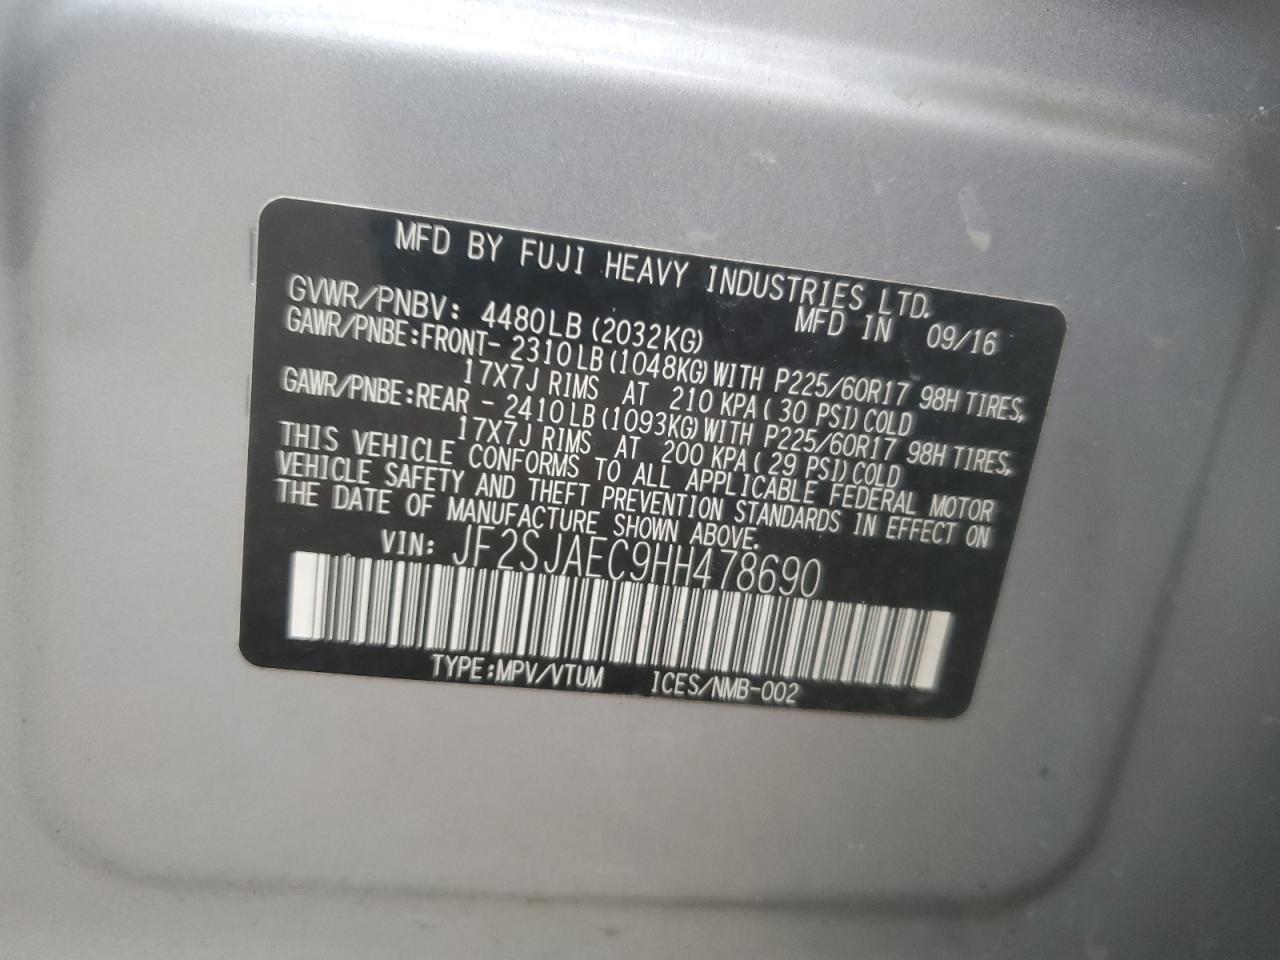 MFD BY FUJI HEAVY INDUSTRIES LTD.
MFD IN 09/16
GVWR/PNBV: 4480LB (2032KG)
GAWR/PNBE:FRONT- 2310LB (1048KG) WITH P225/60R17 98H TIRES,
17X7J RIMS AT 210 KPA ( 30 PSI) COLD
GAWR/PNBE:REAR - 2410LB (1093KG) WITH P225/60R17 98H TIRES,
17X7J RIMS AT 200 KPA ( 29 PSI) COLD
THIS VEHICLE CONFORMS TO ALL APPLICABLE FEDERAL MOTOR
VEHICLE SAFETY AND THEFT PREVENTION STANDARDS IN EFFECT ON
THE DATE OF MANUFACTURE SHOWN ABOVE.
VIN: JF2SJAEC9HH478690
TYPE:MPV/VTUM ICES/NMB-002